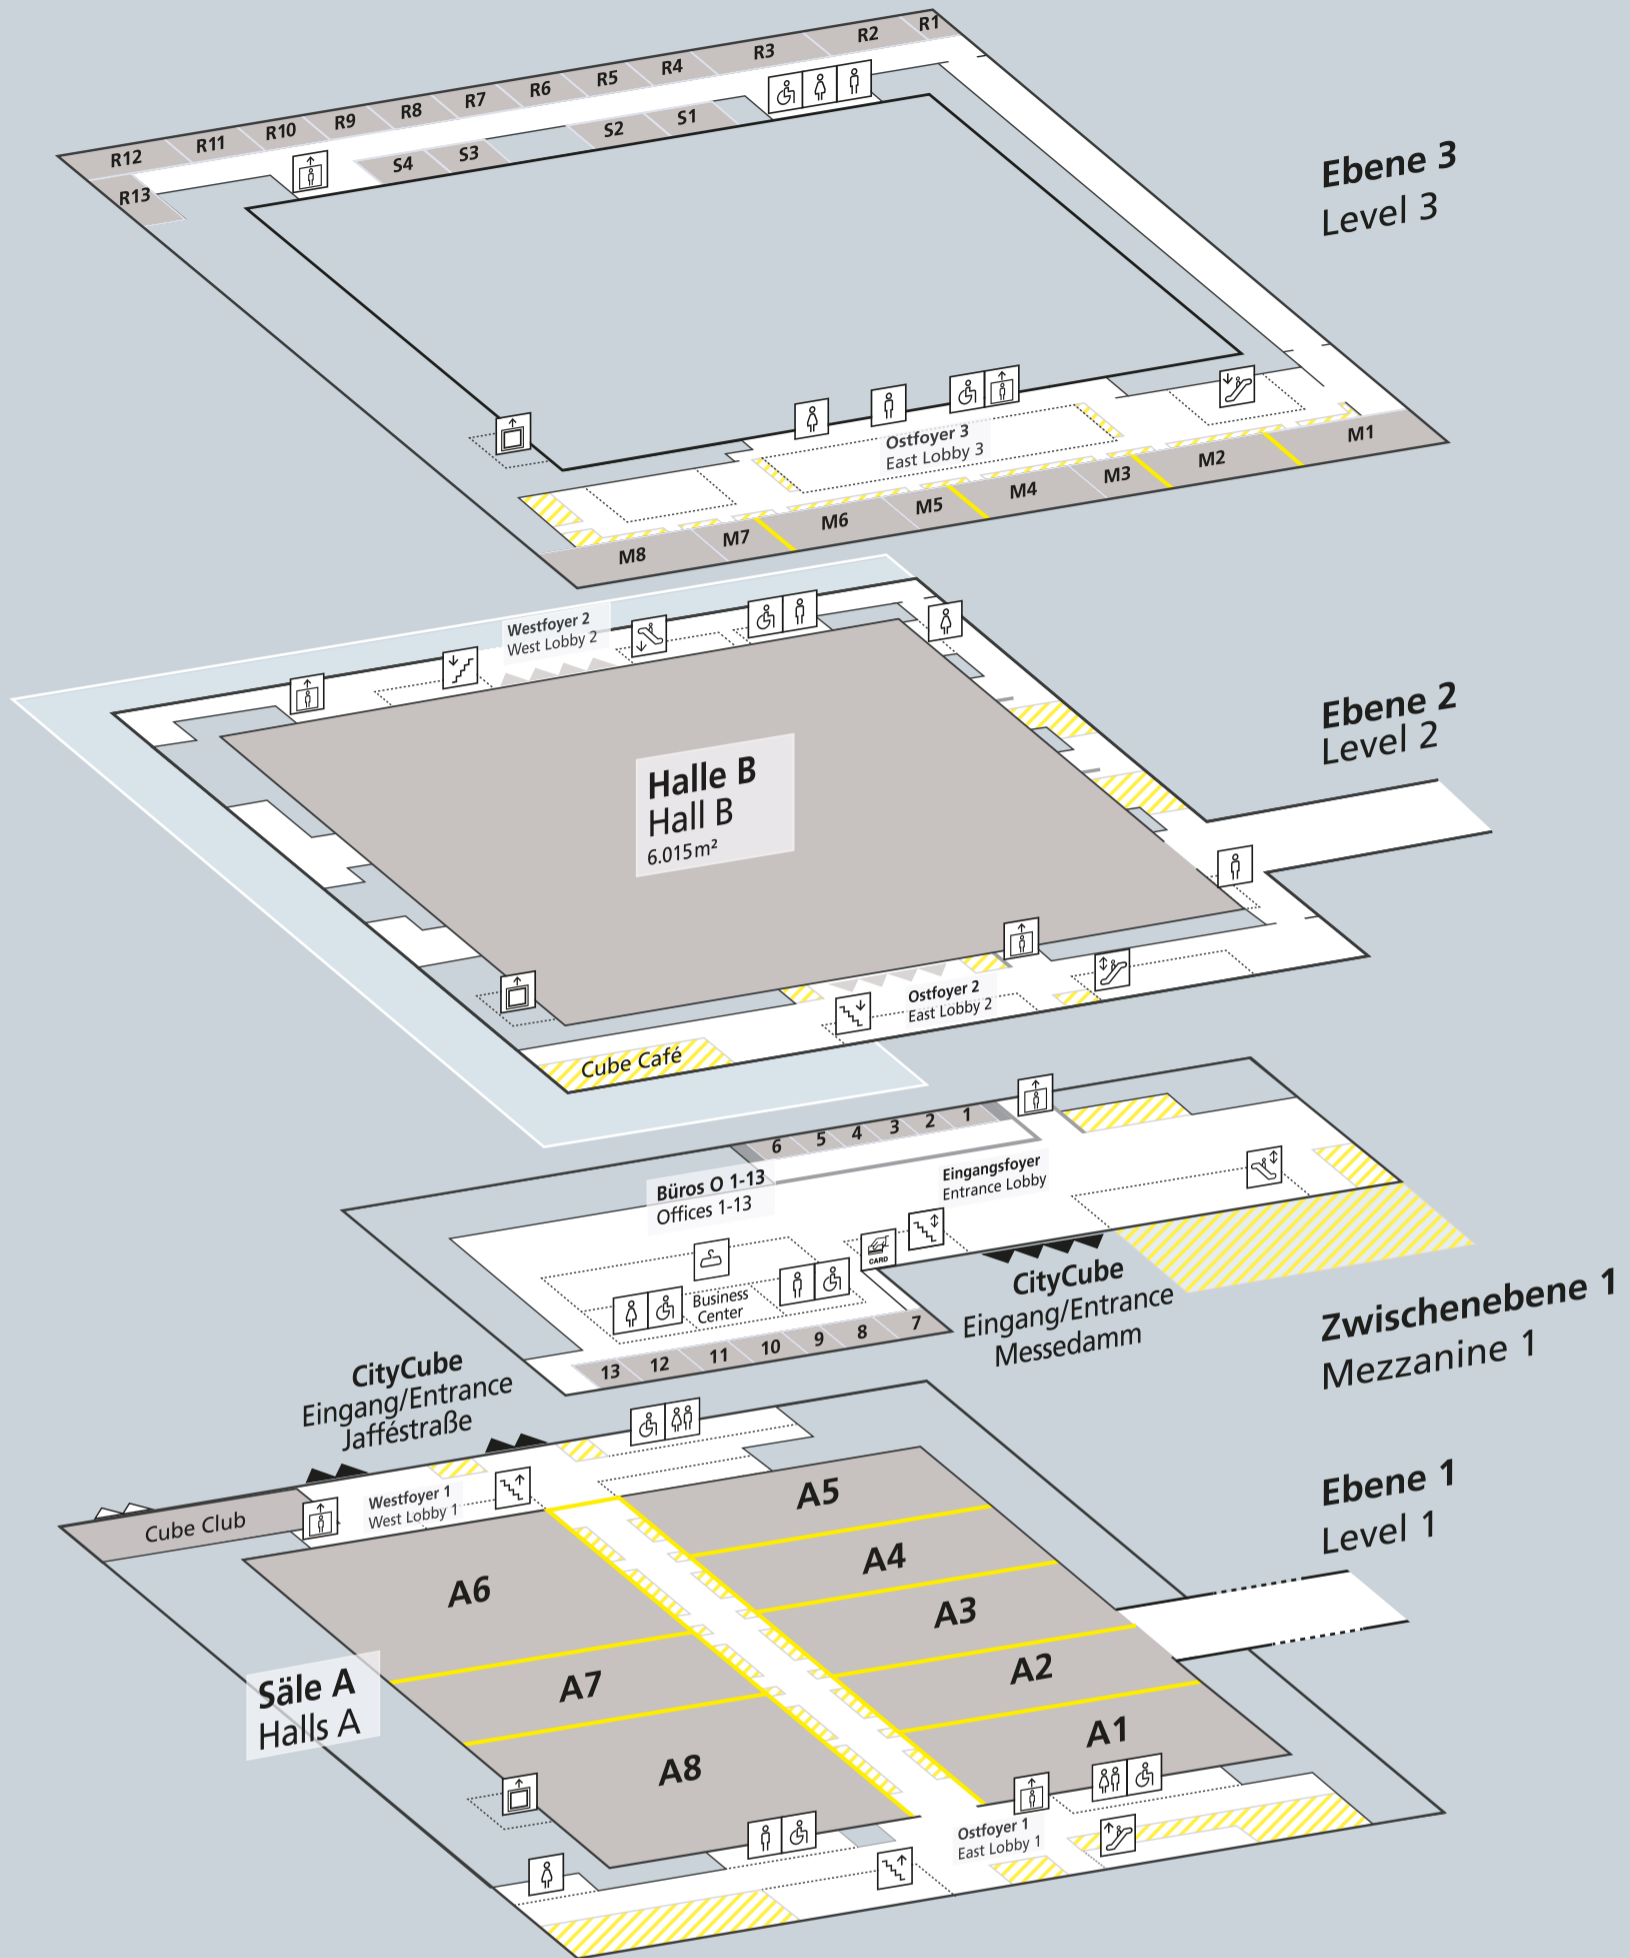 R1
R2
R3
R4
R5
R6
R7
R8
R9
R10
R11
R12
R13
S1
S2
S3
S4
Ebene 3
Level 3
Ostfoyer 3
East Lobby 3
M1
M2
M3
M4
M5
M6
M7
M8
Westfoyer 2
West Lobby 2
Halle B
Hall B
6.015 m²
Ebene 2
Level 2
Ostfoyer 2
East Lobby 2
Cube Café
1
2
3
4
5
6
Büros O 1-13
Offices 1-13
Eingangsfoyer
Entrance Lobby
CARD
Business
Center
7
8
9
10
11
12
13
CityCube
Eingang/Entrance
Messedamm
Zwischenebene 1
Mezzanine 1
CityCube
Eingang/Entrance
Jafféstraße
Cube Club
Westfoyer 1
West Lobby 1
A5
A4
A3
A2
A1
A6
A7
A8
Säle A
Halls A
Ebene 1
Level 1
Ostfoyer 1
East Lobby 1